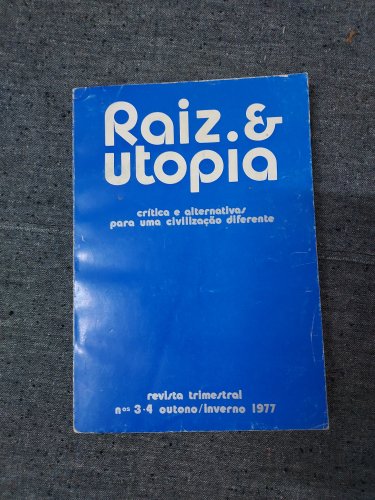 Raiz. &
utopia
crítica e alternativas
para uma civilização diferente
revista trimestral
nos 3-4 outono/inverno 1977